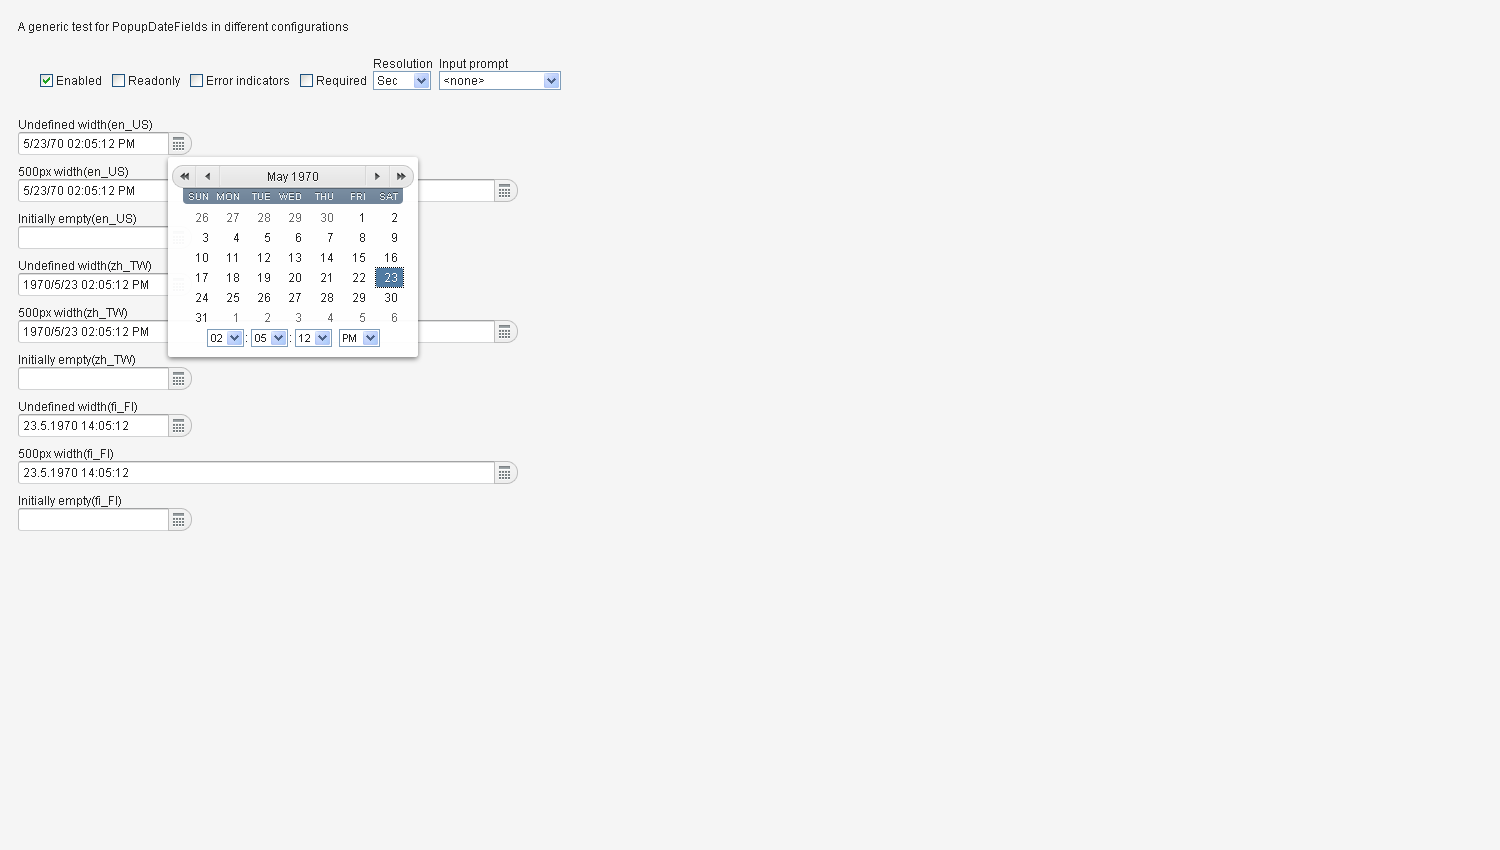 A generic test for PopupDateFields in different configurations
Resolution Input prompt
Enabled Readonly Error indicators Required Sec <none>
Undefined width(en_US)
5/23/70 02:05:12 PM
500px width(en_US)
5/23/70 02:05:12 PM
Initially empty(en_US)
Undefined width(zh_TW)
1970/5/23 02:05:12 PM
500px width(zh_TW)
1970/5/23 02:05:12 PM
Initially empty(zh_TW)
Undefined width(fi_FI)
23.5.1970 14:05:12
500px width(fi_FI)
23.5.1970 14:05:12
Initially empty(fi_FI)
May 1970
SUN MON TUE WED THU FRI SAT
26 27 28 29 30 1 2
3 4 5 6 7 8 9
10 11 12 13 14 15 16
17 18 19 20 21 22 23
24 25 26 27 28 29 30
31 1 2 3 4 5 6
02 : 05 : 12 PM